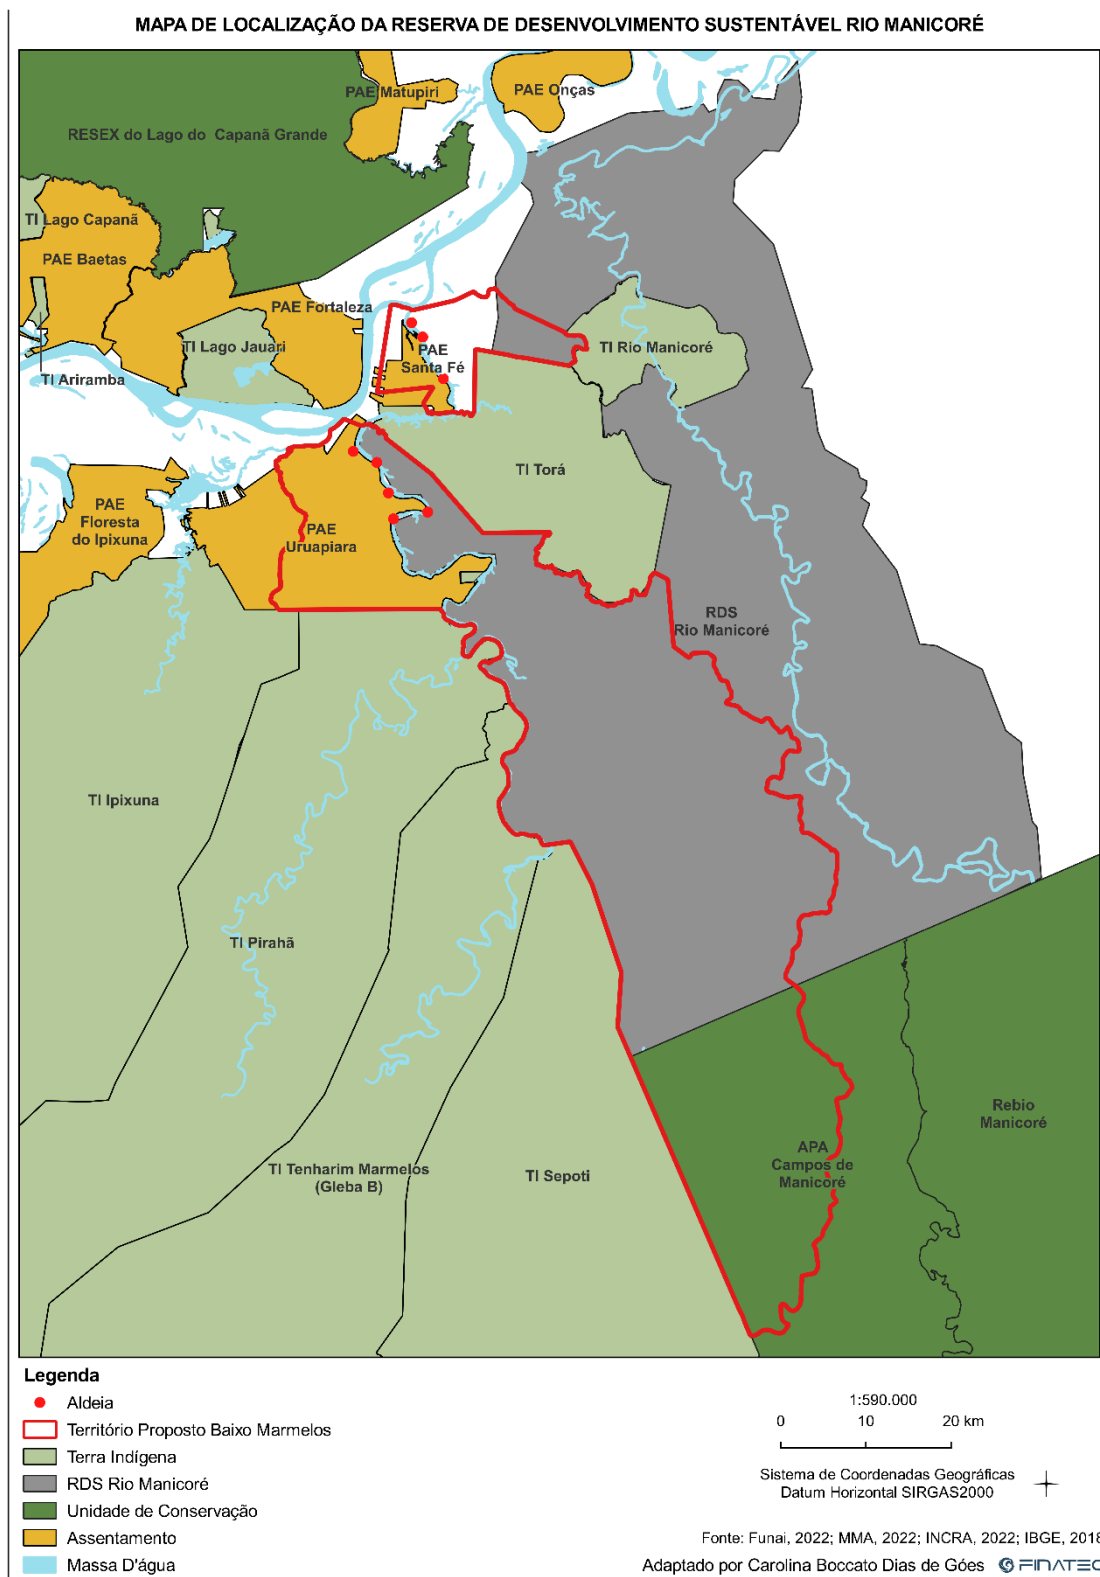 MAPA DE LOCALIZAÇÃO DA RESERVA DE DESENVOLVIMENTO SUSTENTÁVEL RIO MANICORÉ
PAE Matupiri
PAE Onças
RESEX do Lago do Capanã Grande
TI Lago Capanã
PAE Baetas
PAE Fortaleza
TI Lago Jauari
TI Ariramba
PAE
Santa Fé
TI Rio Manicoré
TI Torá
PAE
Floresta
do Ipixuna
PAE
Uruapiara
RDS
Rio Manicoré
TI Ipixuna
TI Pirahã
TI Tenharim Marmelos
(Gleba B)
TI Sepoti
APA
Campos de
Manicoré
Rebio
Manicoré
Legenda
Aldeia
Território Proposto Baixo Marmelos
Terra Indígena
RDS Rio Manicoré
Unidade de Conservação
Assentamento
Massa D'água
1:590.000
0 10 20 km
Sistema de Coordenadas Geográficas
Datum Horizontal SIRGAS2000
Fonte: Funai, 2022; MMA, 2022; INCRA, 2022; IBGE, 2018
Adaptado por Carolina Boccato Dias de Góes FINATEC